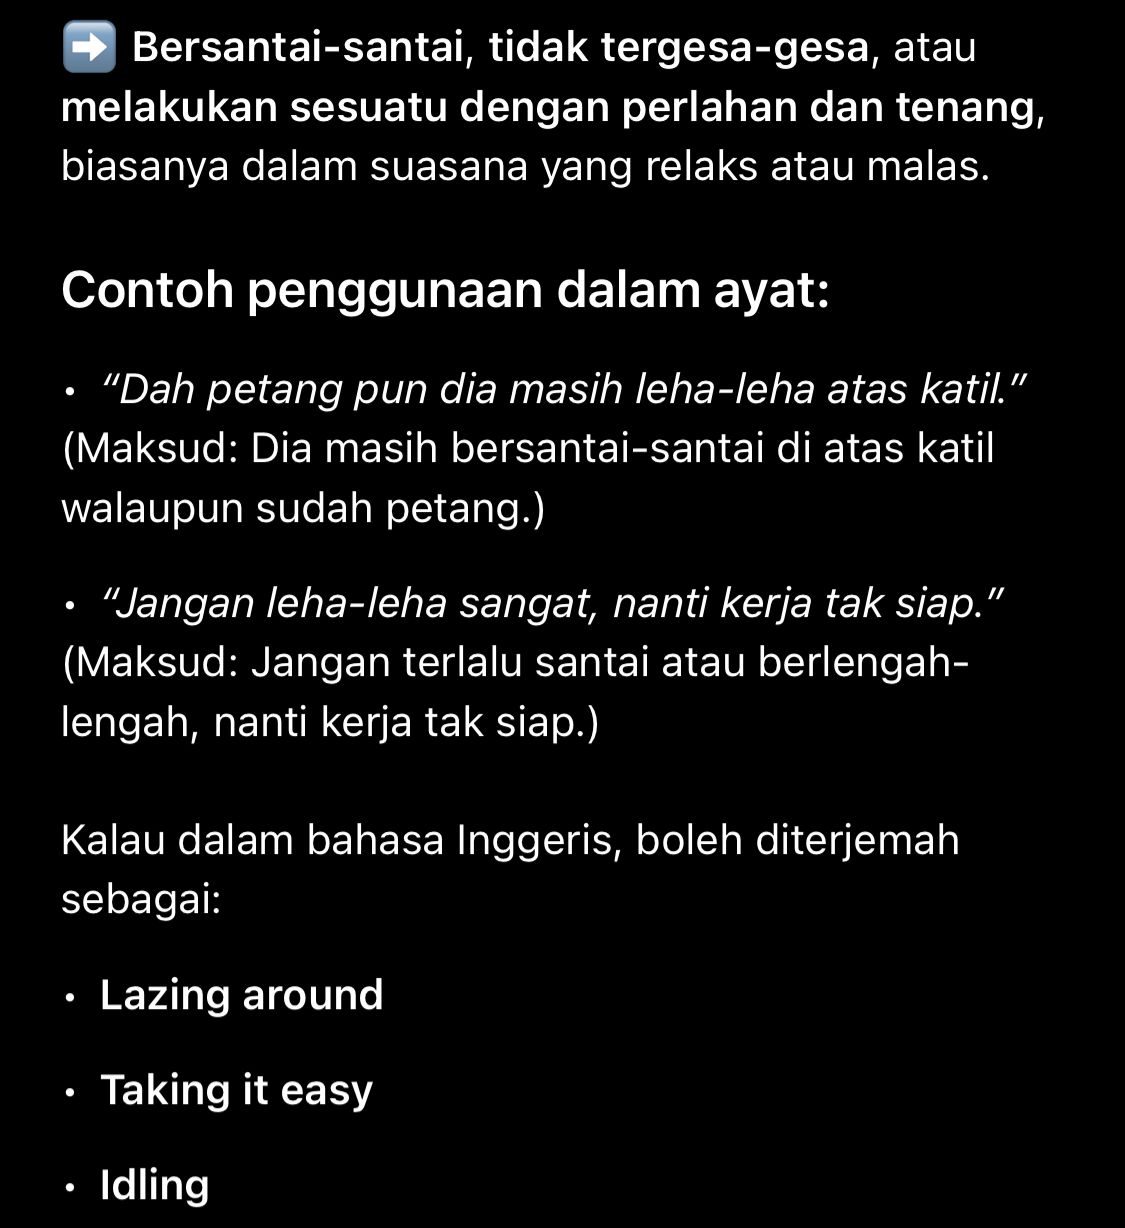 ➡️ Bersantai-santai, tidak tergesa-gesa, atau
melakukan sesuatu dengan perlahan dan tenang,
biasanya dalam suasana yang relaks atau malas.
Contoh penggunaan dalam ayat:
• “Dah petang pun dia masih leha-leha atas katil.”
(Maksud: Dia masih bersantai-santai di atas katil
walaupun sudah petang.)
• “Jangan leha-leha sangat, nanti kerja tak siap.”
(Maksud: Jangan terlalu santai atau berlengah-
lengah, nanti kerja tak siap.)
Kalau dalam bahasa Inggeris, boleh diterjemah
sebagai:
• Lazing around
• Taking it easy
• Idling